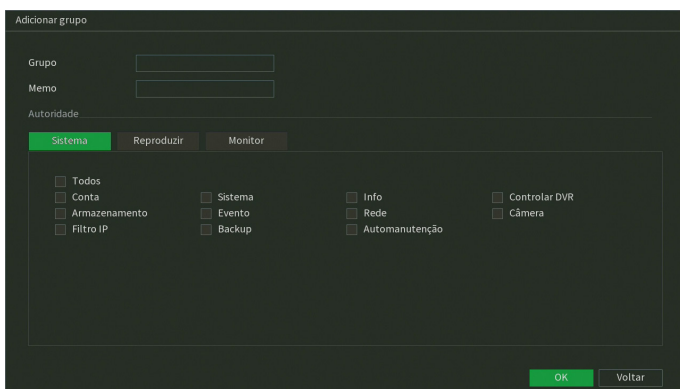 Adicionar grupo
Grupo
Memo
Autoridade
Sistema Reproduzir Monitor
Todos
Conta Sistema Info Controlar DVR
Armazenamento Evento Rede Câmera
Filtro IP Backup Automanutenção
OK Voltar